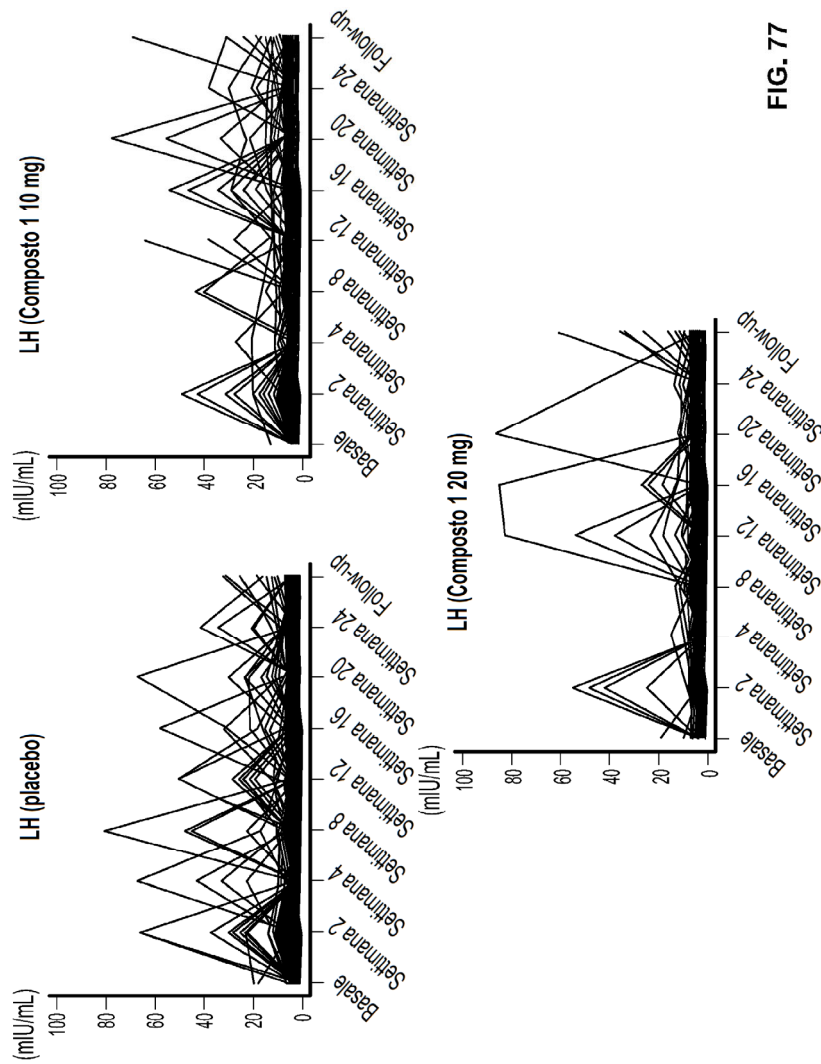 LH (placebo)
(mIU/mL)
100
80
60
40
20
0
Basale
Settimana 2
Settimana 4
Settimana 8
Settimana 12
Settimana 16
Settimana 20
Settimana 24
Follow-up
LH (Composto 1 10 mg)
(mIU/mL)
100
80
60
40
20
0
Basale
Settimana 2
Settimana 4
Settimana 8
Settimana 12
Settimana 16
Settimana 20
Settimana 24
Follow-up
LH (Composto 1 20 mg)
(mIU/mL)
100
80
60
40
20
0
Basale
Settimana 2
Settimana 4
Settimana 8
Settimana 12
Settimana 16
Settimana 20
Settimana 24
Follow-up
FIG. 77